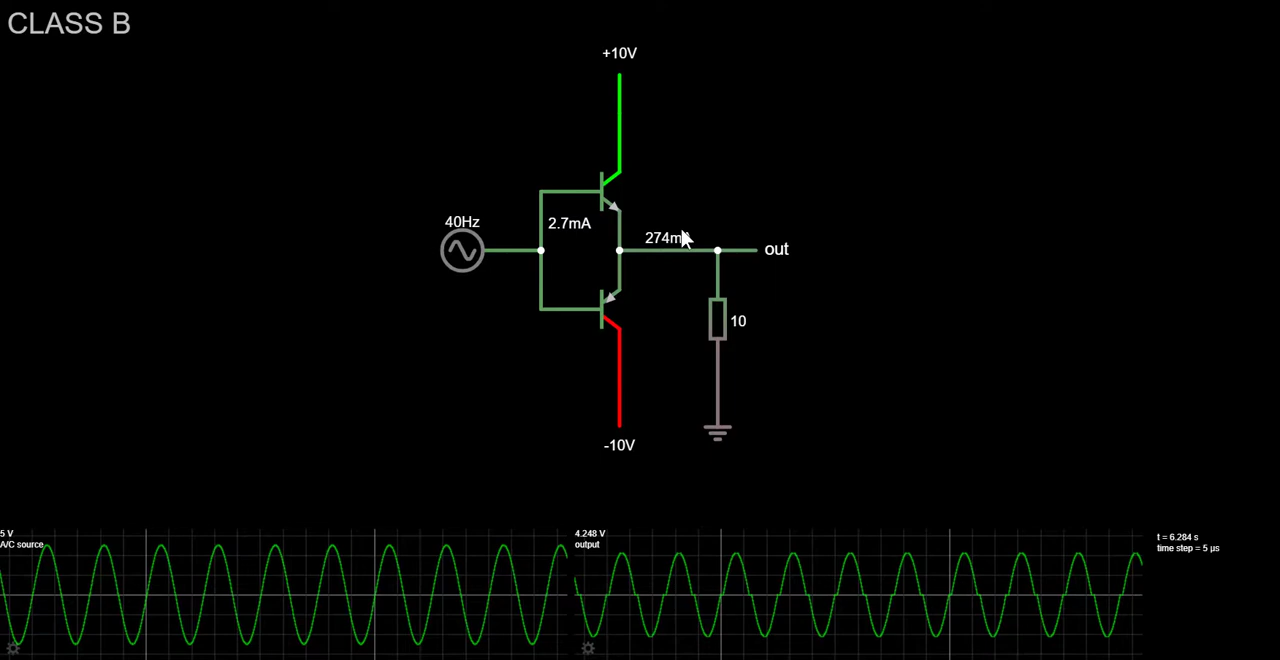 CLASS B
+10V
40Hz
2.7mA
274m
out
10
-10V
5 V
A/C source
4.248 V
output
t = 6.284 s
time step = 5 µs